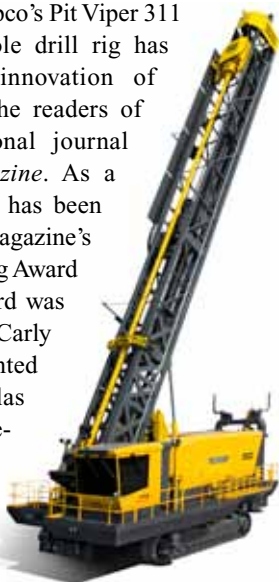 pco's Pit Viper 311
ole drill rig has
innovation of
he readers of
onal journal
zine. As a
has been
agazine's
g Award
rd was
Carly
nted
las
e-